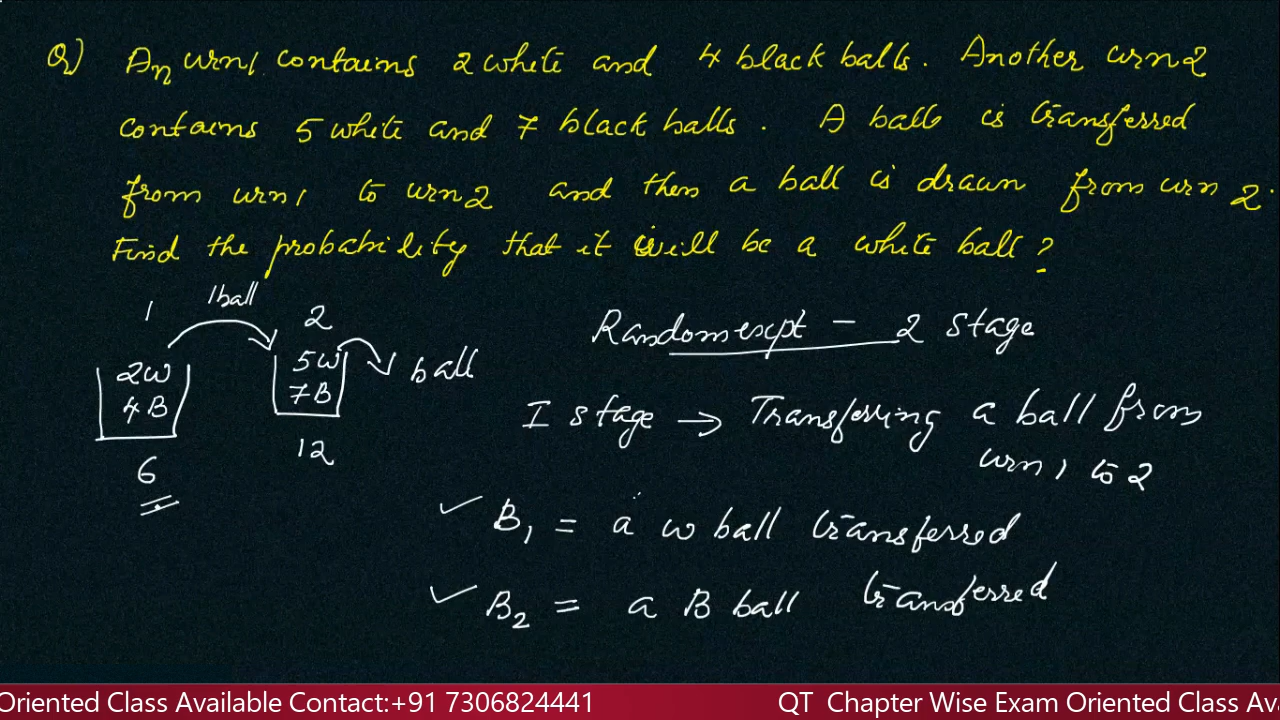 Q) An urn1 contains 2 white and 4 black balls. Another urn2
contains 5 white and 7 black balls. A ball is transferred
from urn1 to urn2 and then a ball is drawn from urn 2.
Find the probability that it will be a white ball?
1 1ball 2
2W
4B
6
5W
7B
12
ball
Random expt - 2 stage
I stage → Transferring a ball from
urn 1 to 2
✓ B₁ = a w ball transferred
✓ B₂ = a B ball transferred
Oriented Class Available Contact:+91 7306824441 QT Chapter Wise Exam Oriented Class Av